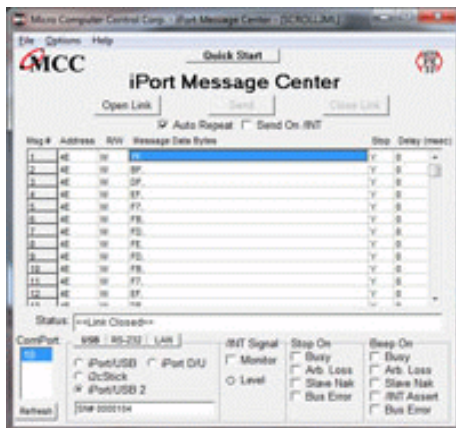 Micro Computer Control Corp. - iPort Message Center - [SCROLL.IML]
File Options Help
MCC
Quick Start
iPort Message Center
Open Link Send Close Link
Auto Repeat Send On /INT
Msg # Address R/W Message Data Bytes Stop Delay (msec)
1 4E W Y 0
2 4E W BF, Y 0
3 4E W DF, Y 0
4 4E W EF, Y 0
5 4E W F7, Y 0
6 4E W FB, Y 0
7 4E W FD, Y 0
8 4E W FE, Y 0
9 4E W FD, Y 0
10 4E W FB, Y 0
11 4E W F7, Y 0
12 4E W EF, Y 0
Status: ==Link Closed==
ComPort USB RS-232 LAN /INT Signal Stop On Beep On
10 iPort/USB iPort D/U Monitor Busy Busy
i2cStick Arb. Loss Arb. Loss
iPort/USB 2 Level Slave Nak Slave Nak
Bus Error /INT Assert
Refresh SN# 0000104 Bus Error